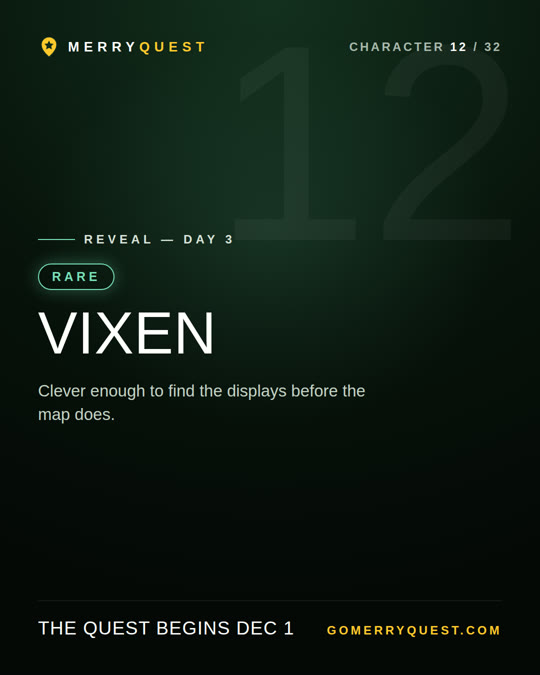 MERRYQUEST
CHARACTER 12 / 32
12
REVEAL — DAY 3
RARE
VIXEN
Clever enough to find the displays before the
map does.
THE QUEST BEGINS DEC 1
GOMERRYQUEST.COM